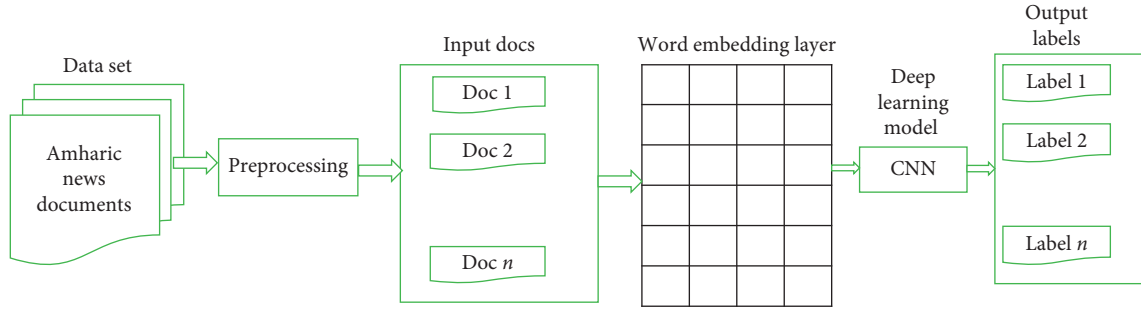 Data set
Amharic
news
documents
Preprocessing
Input docs
Doc 1
Doc 2
Doc n
Word embedding layer
Deep
learning
model
CNN
Output
labels
Label 1
Label 2
Label n